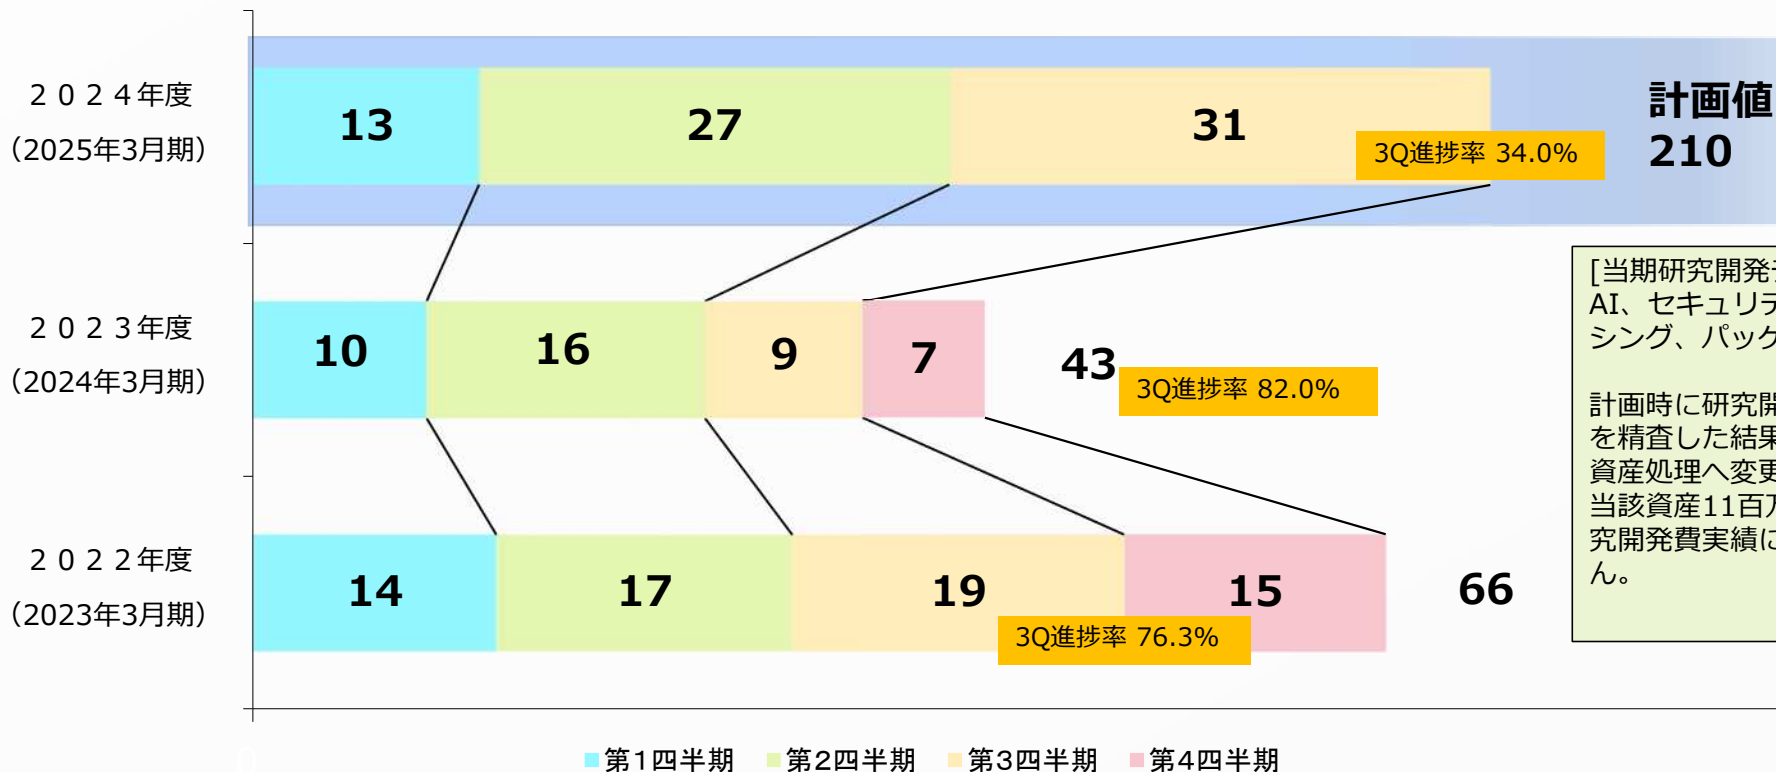 ２０２４年度
（2025年3月期）
13
27
31
3Q進捗率 34.0%
計画値
210
２０２３年度
（2024年3月期）
10
16
9
7
43
3Q進捗率 82.0%
２０２２年度
（2023年3月期）
14
17
19
15
66
3Q進捗率 76.3%
[当期研究開発
AI、セキュリテ
シング、パッケ
計画時に研究開
を精査した結果
資産処理へ変更
当該資産11百万
究開発費実績に
ん。
0
第1四半期
第2四半期
第3四半期
第4四半期